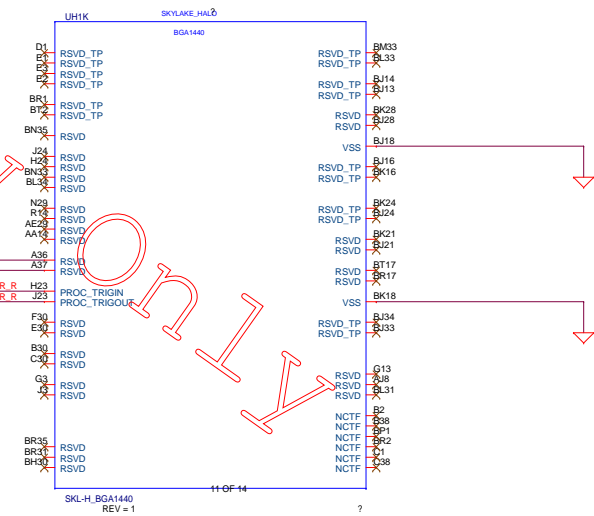 UH1K SKYLAKE_HALO ?
BGA1440
D1 RSVD_TP RSVD_TP BM33
E1 RSVD_TP RSVD_TP BL33
E3 RSVD_TP RSVD_TP BJ14
E2 RSVD_TP RSVD_TP BJ13
BR1 RSVD_TP RSVD BK28
BT2 RSVD_TP RSVD BJ28
BN35 RSVD VSS BJ18
J24 RSVD RSVD_TP BJ16
H24 RSVD RSVD_TP BK16
BN33 RSVD
BL34 RSVD
N29 RSVD RSVD_TP BK24
R14 RSVD RSVD_TP BJ24
AE29 RSVD RSVD BK21
AA14 RSVD RSVD BJ21
A36 RSVD RSVD BT17
A37 RSVD RSVD BR17
R_R H23 PROC_TRIGIN
R_R J23 PROC_TRIGOUT VSS BK18
F30 RSVD RSVD_TP BJ34
E30 RSVD RSVD_TP BJ33
B30 RSVD
C30 RSVD RSVD G13
G3 RSVD RSVD AJ8
J3 RSVD RSVD BL31
NCTF B2
NCTF B38
NCTF BP1
NCTF BR2
BR35 RSVD NCTF C1
BR31 RSVD NCTF C38
BH30 RSVD
11 OF 14
SKL-H_BGA1440
REV = 1 ?
Only